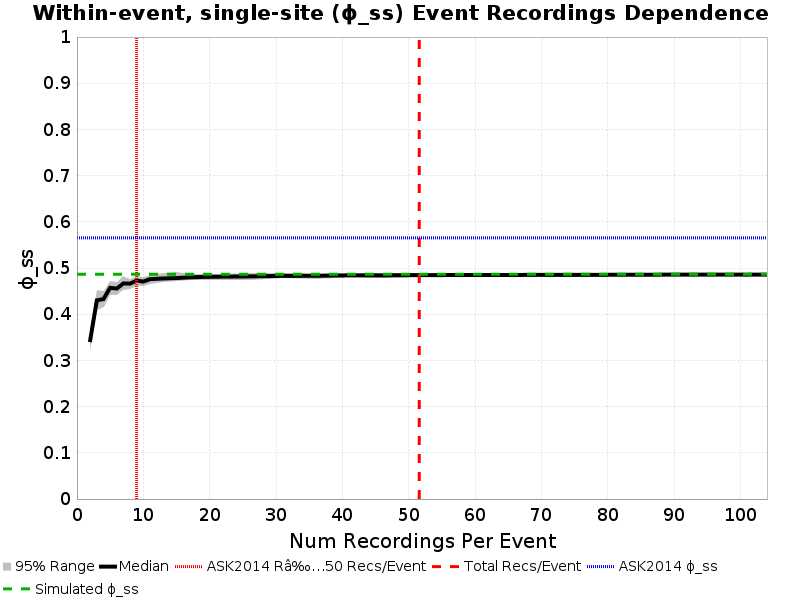 Within-event, single-site (ϕ_ss) Event Recordings Dependence
1
0.9
0.8
0.7
0.6
0.5
0.4
0.3
0.2
0.1
0
ϕ_ss
0 10 20 30 40 50 60 70 80 90 100
Num Recordings Per Event
95% Range Median ASK2014 Râ‰…50 Recs/Event Total Recs/Event ASK2014 ϕ_ss
Simulated ϕ_ss